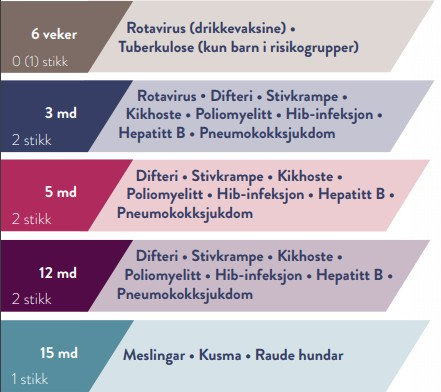 6 veker
0 (1) stikk
Rotavirus (drikkevaksine) •
Tuberkulose (kun barn i risikogrupper)
3 md
2 stikk
Rotavirus • Difteri • Stivkrampe •
Kikhoste • Poliomyelitt • Hib-infeksjon •
Hepatitt B • Pneumokokksjukdom
5 md
2 stikk
Difteri • Stivkrampe • Kikhoste •
Poliomyelitt • Hib-infeksjon • Hepatitt B •
Pneumokokksjukdom
12 md
2 stikk
Difteri • Stivkrampe • Kikhoste •
Poliomyelitt • Hib-infeksjon • Hepatitt B •
Pneumokokksjukdom
15 md
1 stikk
Meslingar • Kusma • Raude hundar